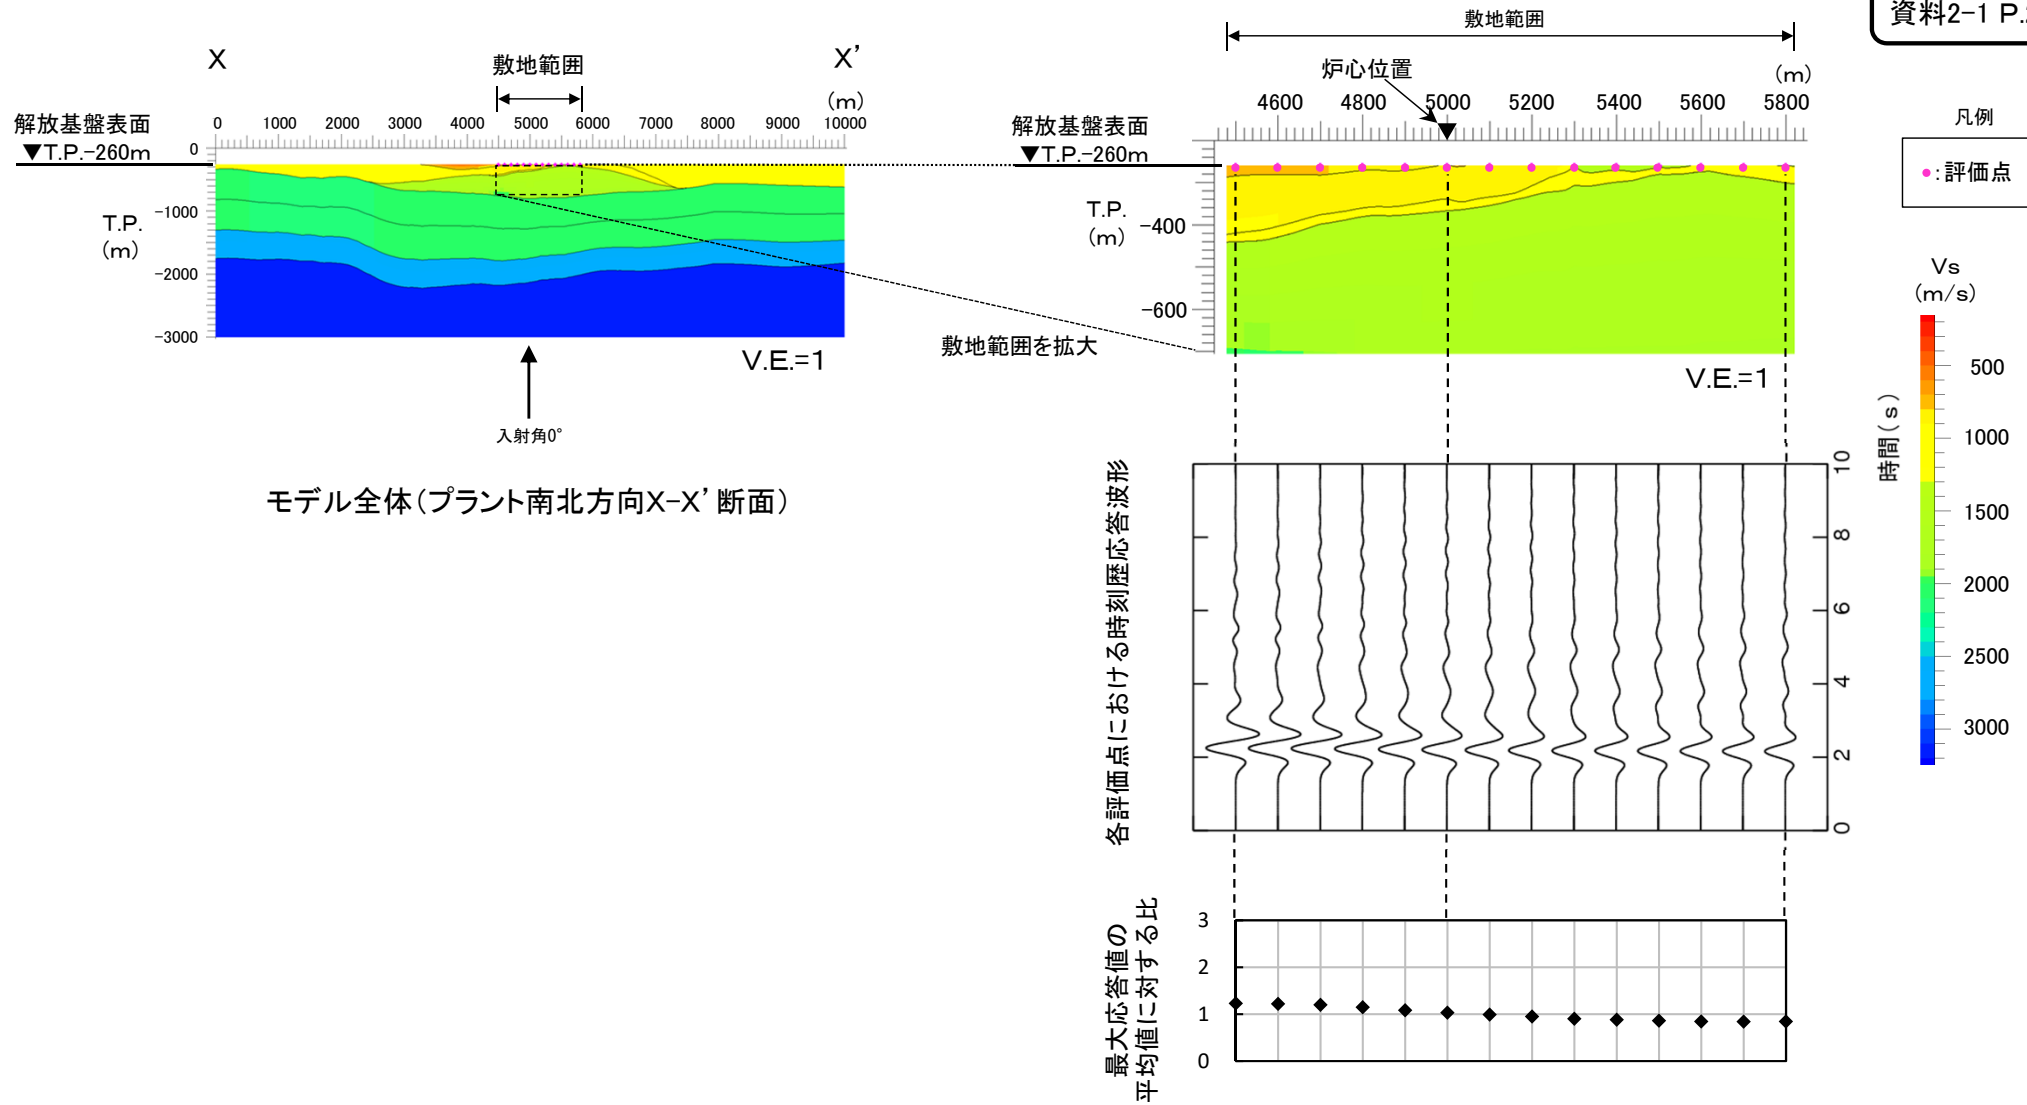 資料2-1 P.
敷地範囲
X
X’
敷地範囲
炉心位置
(m)
(m)
4600 4800 5000 5200 5400 5600 5800
凡例
解放基盤表面
▼T.P.-260m
0 1000 2000 3000 4000 5000 6000 7000 8000 9000 10000
解放基盤表面
▼T.P.-260m
●:評価点
0
T.P.
(m)
-1000
-2000
-3000
T.P.
(m)
-400
-600
Vs
(m/s)
敷地範囲を拡大
V.E.=1
V.E.=1
入射角0°
500
1000
1500
2000
2500
3000
モデル全体(プラント南北方向X-X’断面)
各評価点における時刻歴応答波形
時間(s)
10
8
6
4
2
0
最大応答値の
平均値に対する比
3
2
1
0